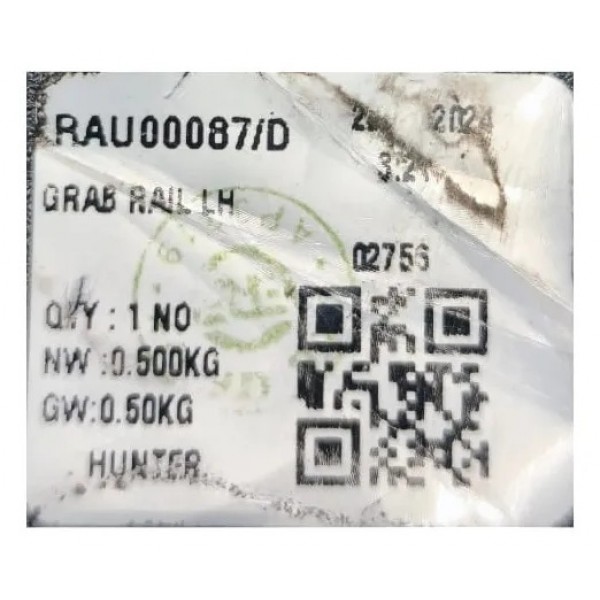 RAU00087/D 2024
GRAB RAIL LH
02756
QTY : 1 NO
NW :0.500KG
GW:0.50KG
HUNTER